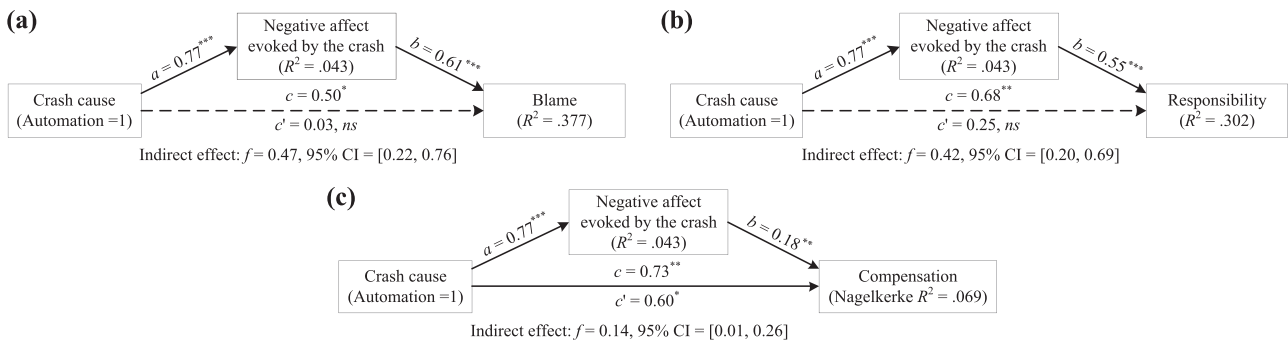 (a)
Negative affect
evoked by the crash
(R² = .043)
a = 0.77***
b = 0.61***
Crash cause
(Automation =1)
c = 0.50*
c' = 0.03, ns
Blame
(R² = .377)
Indirect effect: f = 0.47, 95% CI = [0.22, 0.76]
(b)
Negative affect
evoked by the crash
(R² = .043)
a = 0.77***
b = 0.55***
Crash cause
(Automation =1)
c = 0.68**
c' = 0.25, ns
Responsibility
(R² = .302)
Indirect effect: f = 0.42, 95% CI = [0.20, 0.69]
(c)
Negative affect
evoked by the crash
(R² = .043)
a = 0.77***
b = 0.18**
Crash cause
(Automation =1)
c = 0.73**
c' = 0.60*
Compensation
(Nagelkerke R² = .069)
Indirect effect: f = 0.14, 95% CI = [0.01, 0.26]